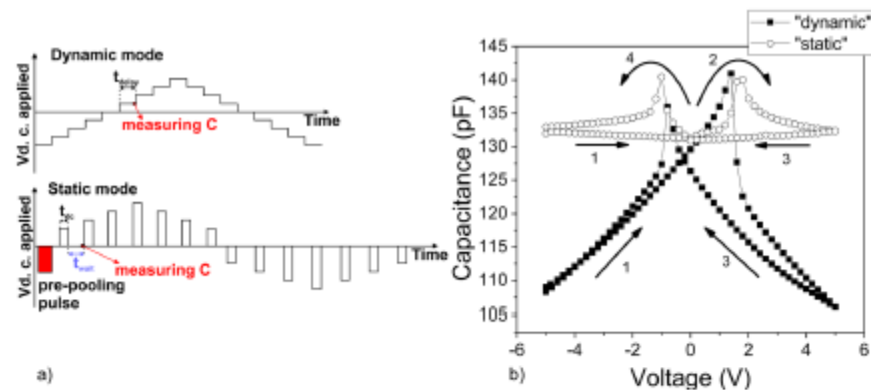 Dynamic mode
t delay
Vd. c. applied
Time
measuring C
Static mode
Vd. c. applied
Time
t wait
measuring C
pre-pooling
pulse
a)
"dynamic"
"static"
145
140
135
130
125
120
115
110
105
Capacitance (pF)
4
2
1
3
1
3
-6
-4
-2
0
2
4
6
Voltage (V)
b)